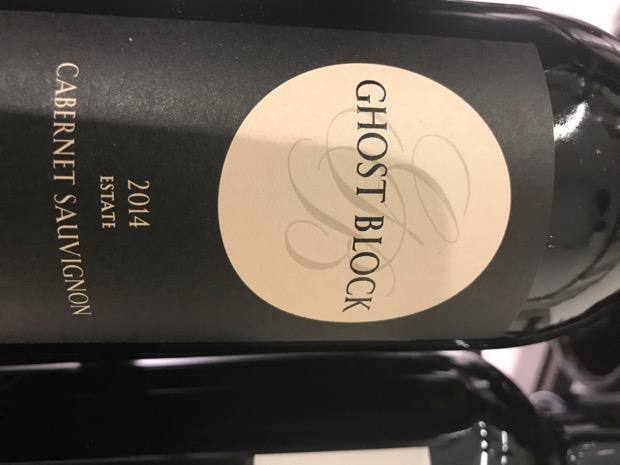 GHOST BLOCK
2014
ESTATE
CABERNET SAUVIGNON